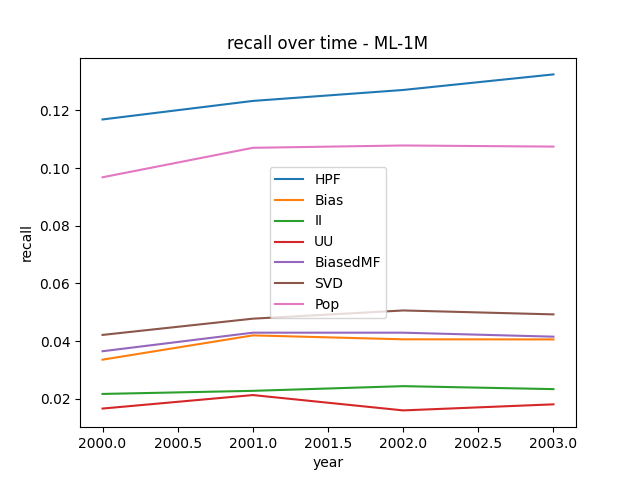 recall over time - ML-1M
0.12
0.10
0.08
0.06
0.04
0.02
recall
HPF
Bias
II
UU
BiasedMF
SVD
Pop
2000.0 2000.5 2001.0 2001.5 2002.0 2002.5 2003.0
year